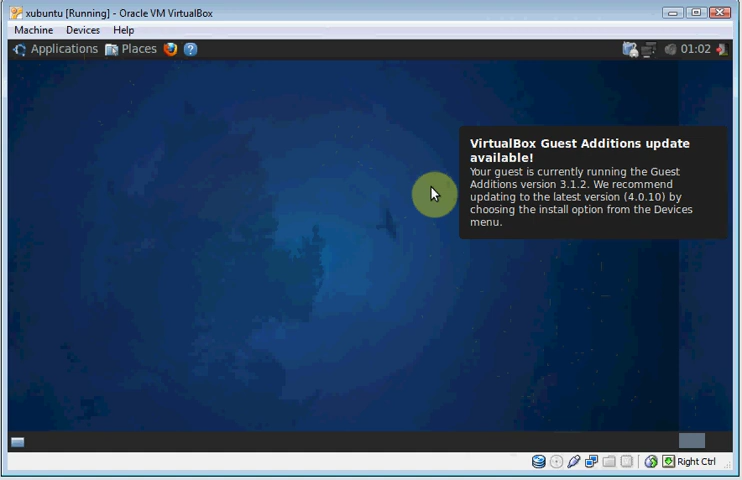 xubuntu [Running] - Oracle VM VirtualBox
Machine Devices Help
Applications Places 01:02
VirtualBox Guest Additions update
available!
Your guest is currently running the Guest
Additions version 3.1.2. We recommend
updating to the latest version (4.0.10) by
choosing the install option from the Devices
menu.
Right Ctrl